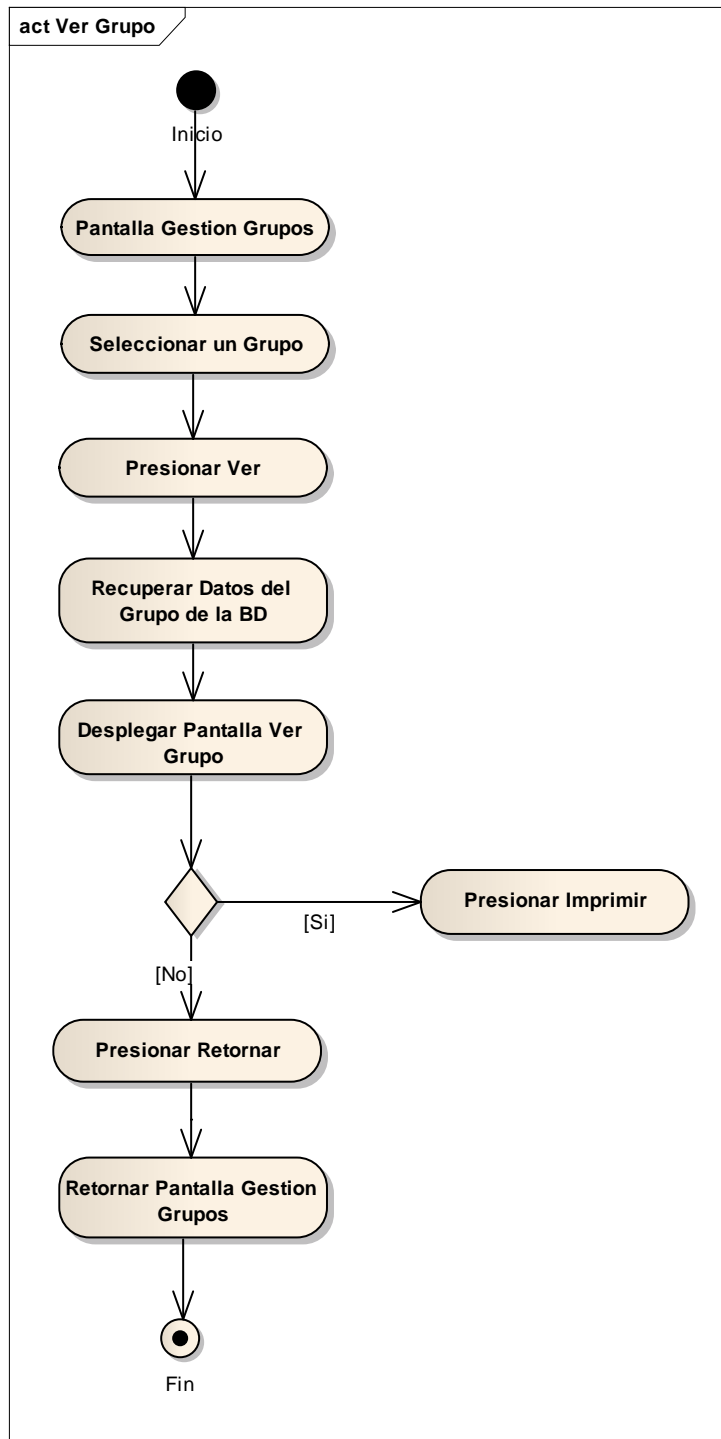 act Ver Grupo
Inicio
Pantalla Gestion Grupos
Seleccionar un Grupo
Presionar Ver
Recuperar Datos del
Grupo de la BD
Desplegar Pantalla Ver
Grupo
Presionar Imprimir
[Si]
[No]
Presionar Retornar
Retornar Pantalla Gestion
Grupos
Fin